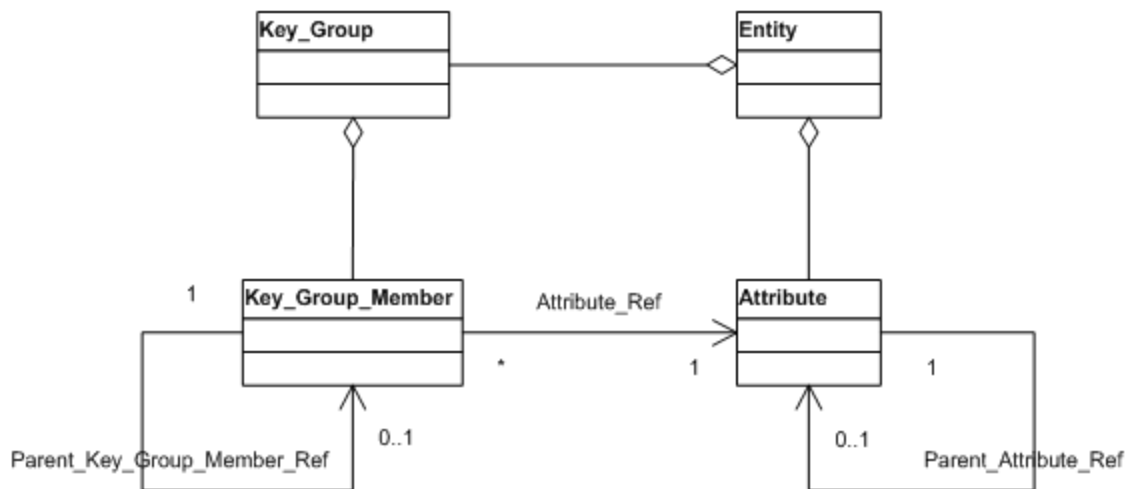 Key_Group
Entity
1
Key_Group_Member
Attribute_Ref
Attribute
*
1
1
0..1
0..1
Parent_Key_Group_Member_Ref
Parent_Attribute_Ref